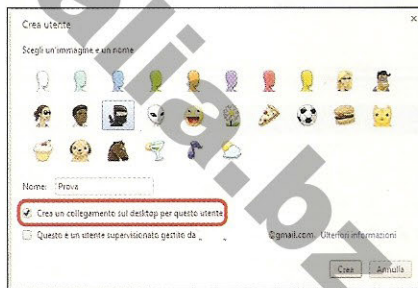 Crea utente
x
Scegli un'immagine e un nome
Nome: Prova
Crea un collegamento sul desktop per questo utente
Questo è un utente supervisionato gestito da @gmail.com Ulteriori informazioni
Crea Annulla